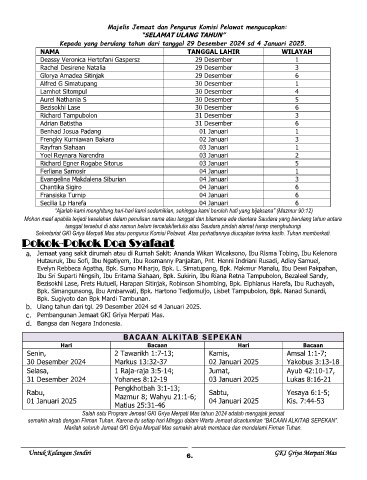 Majelis Jemaat dan Pengurus Komisi Pelawat mengucapkan:
"SELAMAT ULANG TAHUN"
Kepada yang berulang tahun dari tanggal 29 Desember 2024 sd 4 Januari 2025.
NAMA TANGGAL LAHIR WILAYAH
Deassy Veronica Hertofani Gaspersz 29 Desember 1
Rachel Desirene Natalia 29 Desember 3
Glorya Amadea Sitinjak 29 Desember 6
Alfred G Simatupang 30 Desember 1
Lamhot Sitompul 30 Desember 4
Aurel Nathania S 30 Desember 5
Bezisokhi Lase 30 Desember 6
Richard Tampubolon 31 Desember 3
Adrian Batistha 31 Desember 6
Benhad Josua Padang 01 Januari 1
Frengky Kurniawan Bakara 02 Januari 3
Rayfan Siahaan 03 Januari 1
Yoel Reynara Narendra 03 Januari 2
Richard Egner Rogabe Sitorus 03 Januari 5
Ferliana Samosir 04 Januari 1
Evangelina Makdalena Siburian 04 Januari 3
Chantika Sigiro 04 Januari 6
Fransiska Turnip 04 Januari 6
Secilia Lp Harefa 04 Januari 6
"Ajarlah kami menghitung hari-hari kami sedemikian, sehingga kami beroleh hati yang bijaksana" (Mazmur 90:12)
Mohon maaf apabila terjadi kesalahan dalam penulisan nama atau tanggal dan bilamana ada diantara Saudara yang berulang tahun antara
tanggal tersebut di atas namun belum tercatat/terlulis atau Saudara pindah alamat harap menghubungi
Sekretariat GKI Griya Merpati Mas atau pengurus Komisi Pelawat. Atas perhatiannya diucapkan terima kasih. Tuhan memberkati.
Pokok-Pokok Doa Syafaat
a. Jemaat yang sakit dirumah atau di Rumah Sakit: Ananda Wikan Wicaksono, Ibu Risma Tobing, Ibu Kelenora
Hutauruk, Ibu Sofi, Ibu Ngatiyem, Ibu Rosmanny Panjaitan, Pnt. Honni Indriani Rusadi, Adley Samuel,
Evelyn Rebbeca Agatha, Bpk. Sumo Miharjo, Bpk. L. Simatupang, Bpk. Makmur Manalu, Ibu Dewi Pakpahan,
Ibu Sri Suparti Ningsih, Ibu Eritama Siahaan, Bpk. Sukirin, Ibu Riana Retna Tampubolon, Bezaleel Sandy,
Bezisokhi Lase, Frets Hutuell, Harapan Sitinjak, Robinson Sihombing, Bpk. Elphianus Harefa, Ibu Ruchayah,
Bpk. Simangunsong, Ibu Ambarwati, Bpk. Hartono Tedjomuljo, Lisbet Tampubolon, Bpk. Nanad Sunardi,
Bpk. Sugiyoto dan Bpk Mardi Tambunan.
b. Ulang tahun dari tgl. 29 Desember 2024 sd 4 Januari 2025.
c. Pembangunan Jemaat GKI Griya Merpati Mas.
d. Bangsa dan Negara Indonesia.
BACAAN ALKITAB SEPEKAN
Hari Bacaan Hari Bacaan
Senin, 2 Tawarikh 1:7-13; Kamis, Amsal 1:1-7;
30 Desember 2024 Markus 13:32-37 02 Januari 2025 Yakobus 3:13-18
Selasa, 1 Raja-raja 3:5-14; Jumat, Ayub 42:10-17,
31 Desember 2024 Yohanes 8:12-19 03 Januari 2025 Lukas 8:16-21
Rabu, Pengkhotbah 3:1-13; Sabtu, Yesaya 6:1-5;
01 Januari 2025 Mazmur 8; Wahyu 21:1-6; 04 Januari 2025 Kis. 7:44-53
Matius 25:31-46
Salah satu Program Jemaat GKI Griya Merpati Mas tahun 2024 adalah mengajak jemaat
semakin akrab dengan Firman Tuhan. Karena itu setiap hari Minggu dalam Warta Jemaat dicantumkan "BACAAN ALKITAB SEPEKAN".
Marilah seluruh Jemaat GKI Griya Merpati Mas semakin akrab membaca dan mendalami Firman Tuhan.
Untuk Kalangan Sendiri 6. GKI Griya Merpati Mas